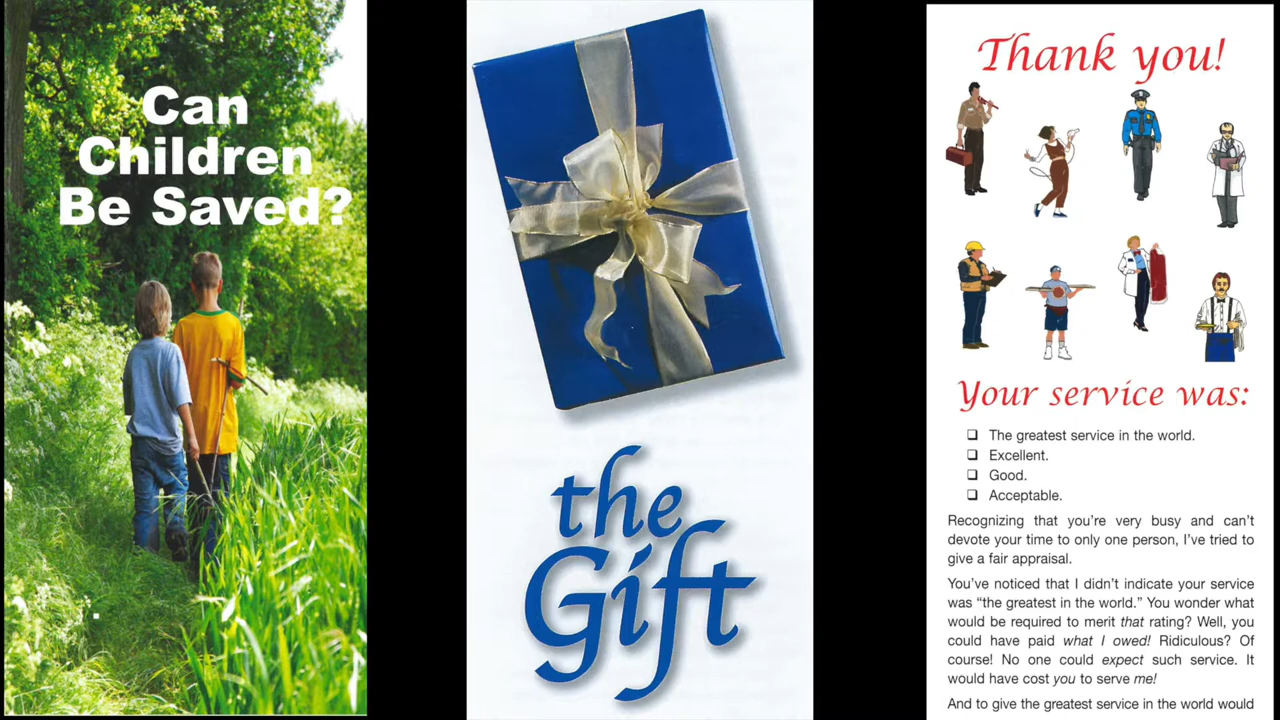 Can
Children
Be Saved?
the
Gift
Thank you!
Your service was:
❑ The greatest service in the world.
❑ Excellent.
❑ Good.
❑ Acceptable.
Recognizing that you're very busy and can't
devote your time to only one person, I've tried to
give a fair appraisal.
You've noticed that I didn't indicate your service
was “the greatest in the world.” You wonder what
would be required to merit that rating? Well, you
could have paid what I owed! Ridiculous? Of
course! No one could expect such service. It
would have cost you to serve me!
And to give the greatest service in the world would